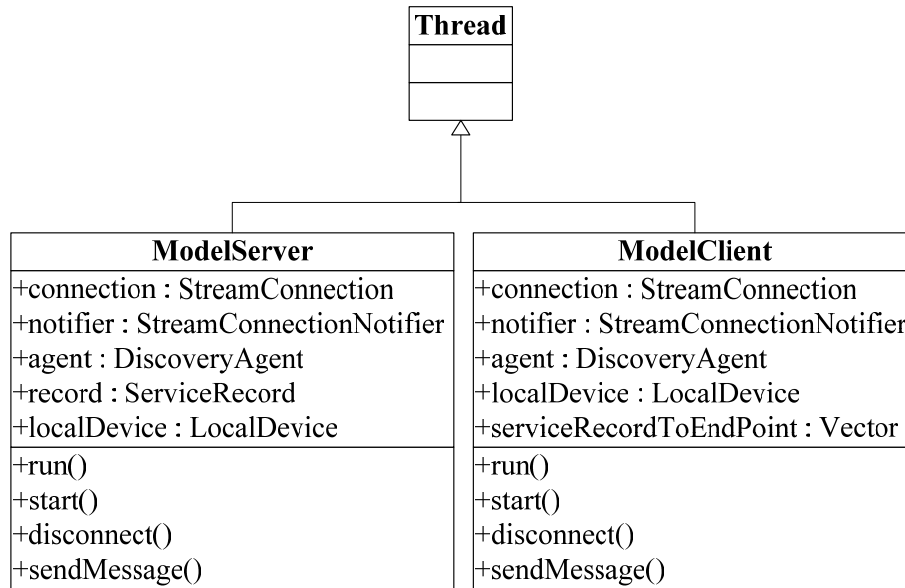 Thread
ModelServer
+connection : StreamConnection
+notifier : StreamConnectionNotifier
+agent : DiscoveryAgent
+record : ServiceRecord
+localDevice : LocalDevice
+run()
+start()
+disconnect()
+sendMessage()
ModelClient
+connection : StreamConnection
+notifier : StreamConnectionNotifier
+agent : DiscoveryAgent
+localDevice : LocalDevice
+serviceRecordToEndPoint : Vector
+run()
+start()
+disconnect()
+sendMessage()